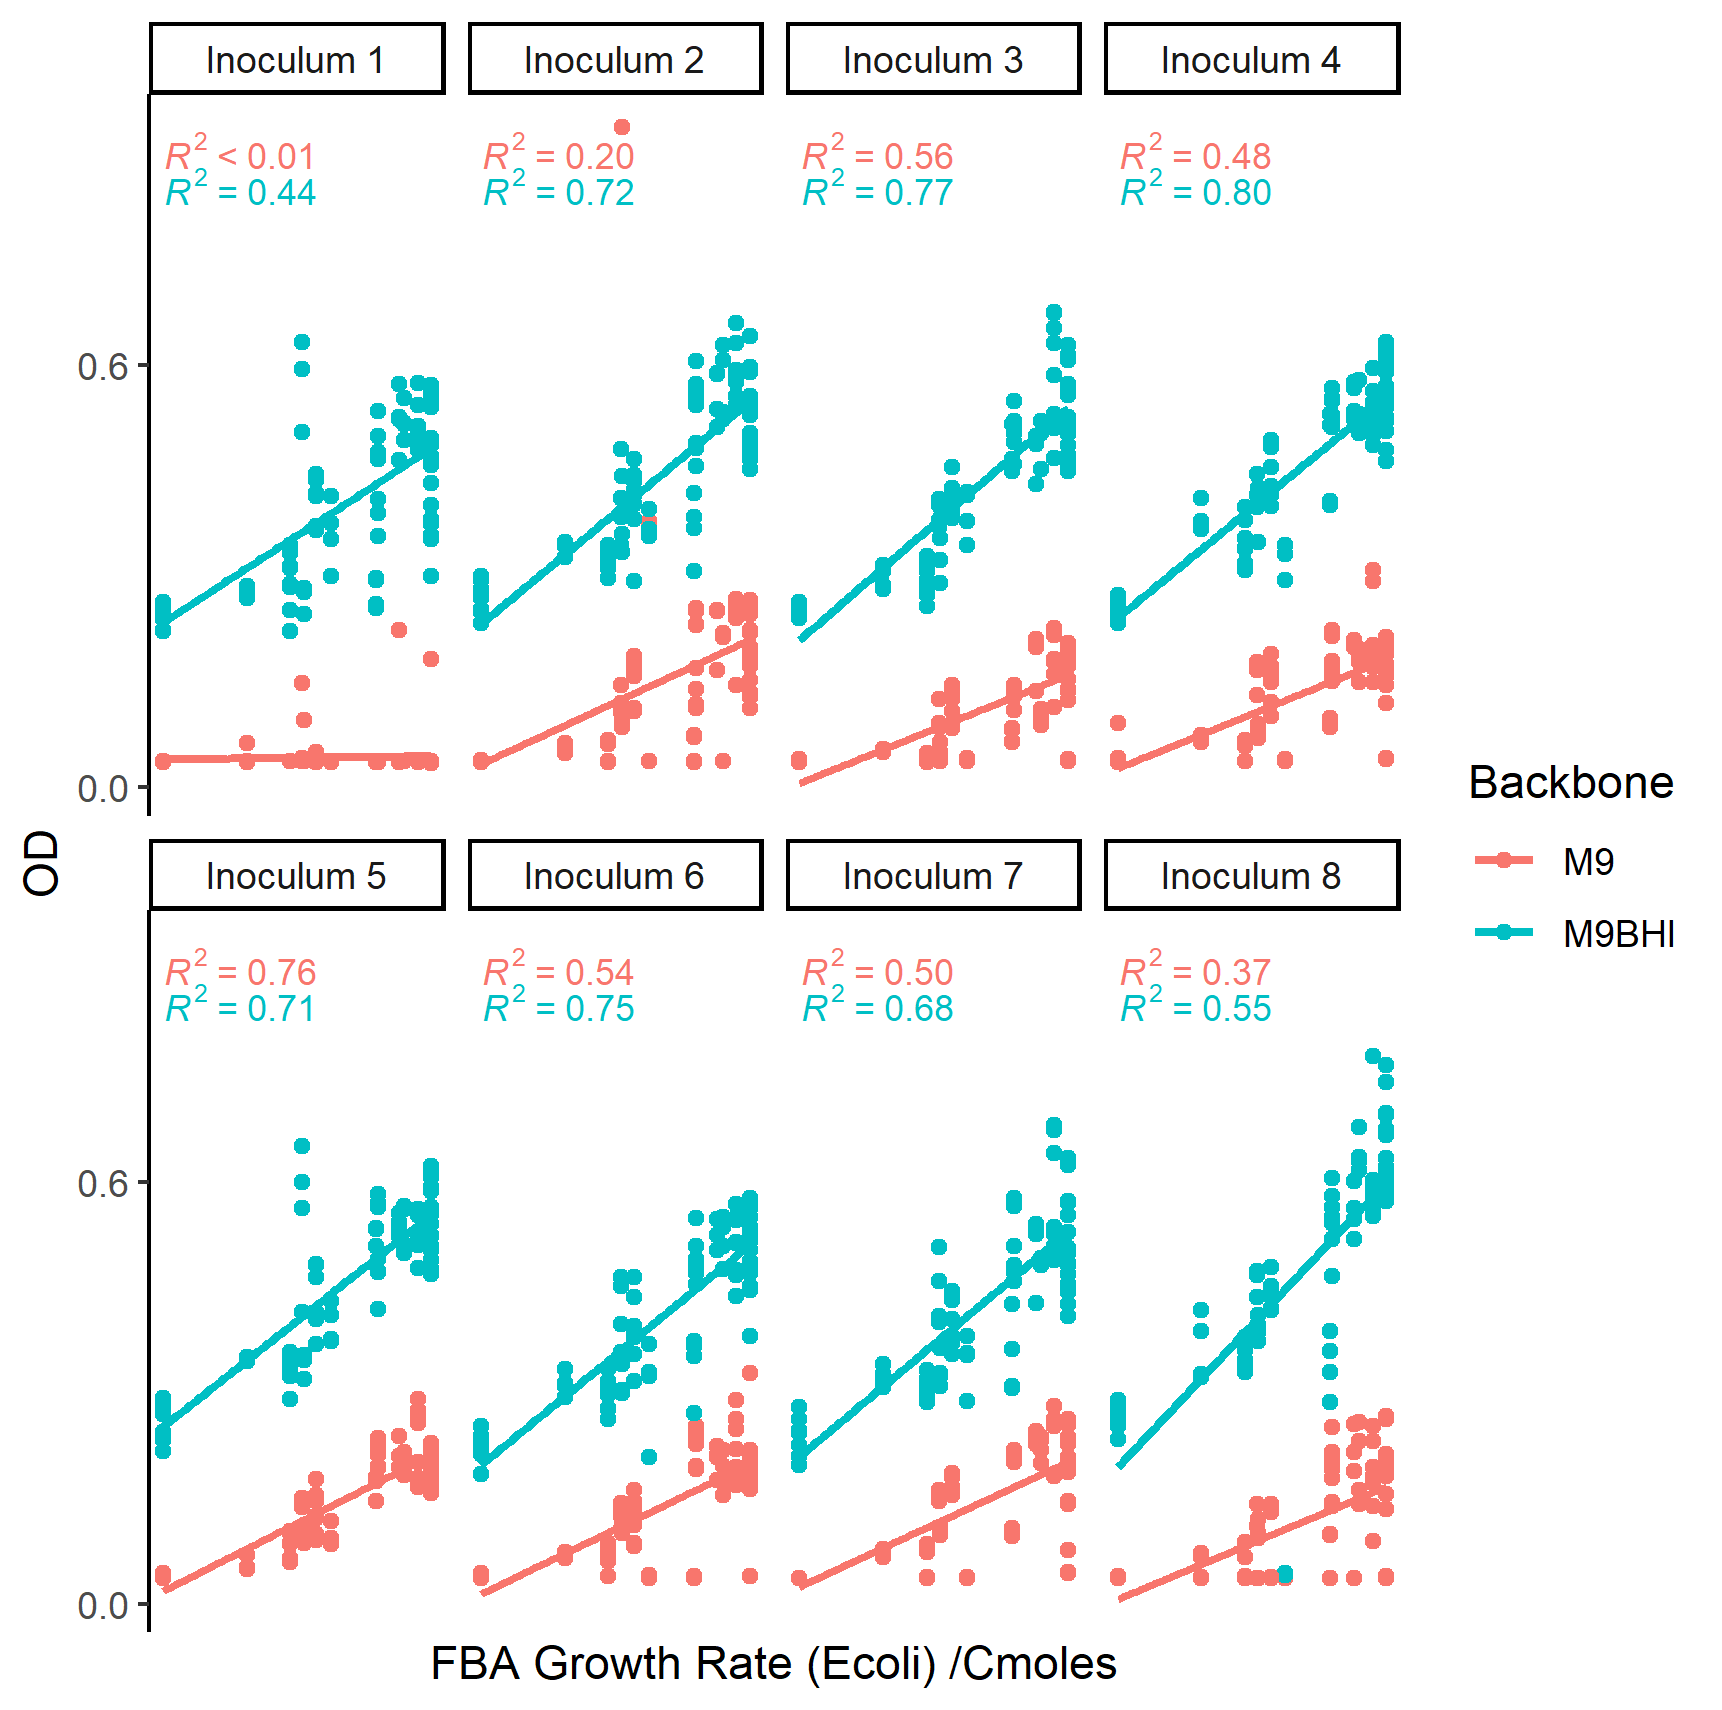 Inoculum 1
Inoculum 2
Inoculum 3
Inoculum 4
R² < 0.01
R² = 0.44
R² = 0.20
R² = 0.72
R² = 0.56
R² = 0.77
R² = 0.48
R² = 0.80
0.6
0.0
OD
Inoculum 5
Inoculum 6
Inoculum 7
Inoculum 8
R² = 0.76
R² = 0.71
R² = 0.54
R² = 0.75
R² = 0.50
R² = 0.68
R² = 0.37
R² = 0.55
0.6
0.0
FBA Growth Rate (Ecoli) /Cmoles
Backbone
M9
M9BHI